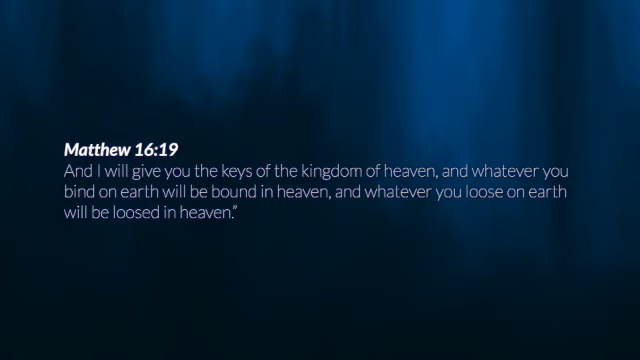 Matthew 16:19
And I will give you the keys of the kingdom of heaven, and whatever you
bind on earth will be bound in heaven, and whatever you loose on earth
will be loosed in heaven.”